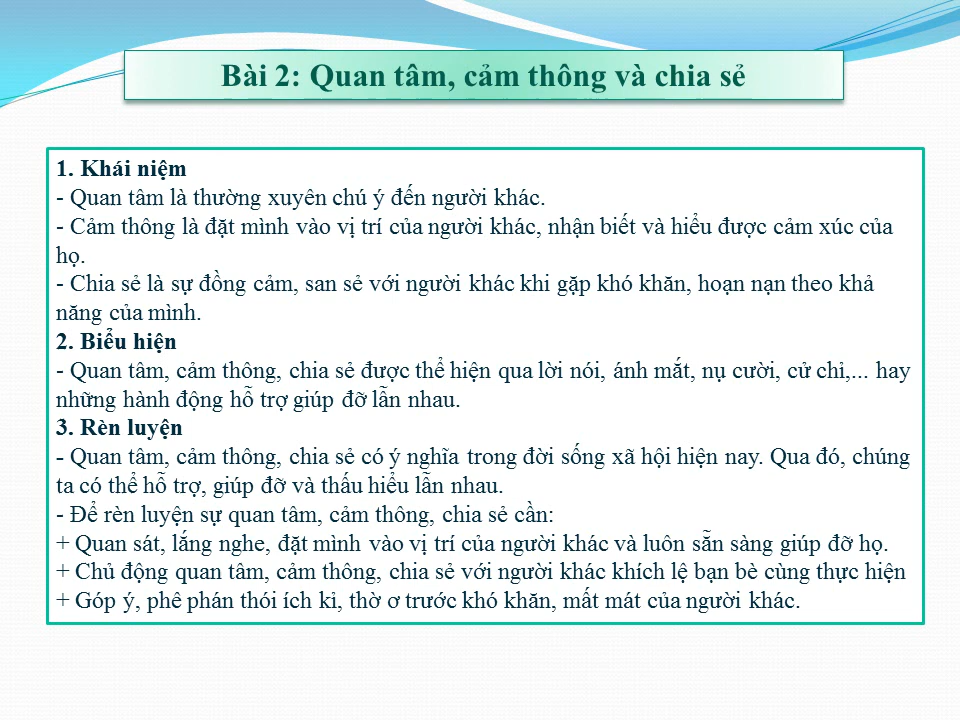 Bài 2: Quan tâm, cảm thông và chia sẻ
1. Khái niệm
- Quan tâm là thường xuyên chú ý đến người khác.
- Cảm thông là đặt mình vào vị trí của người khác, nhận biết và hiểu được cảm xúc của
họ.
- Chia sẻ là sự đồng cảm, san sẻ với người khác khi gặp khó khăn, hoạn nạn theo khả
năng của mình.
2. Biểu hiện
- Quan tâm, cảm thông, chia sẻ được thể hiện qua lời nói, ánh mắt, nụ cười, cử chỉ,... hay
những hành động hỗ trợ giúp đỡ lẫn nhau.
3. Rèn luyện
- Quan tâm, cảm thông, chia sẻ có ý nghĩa trong đời sống xã hội hiện nay. Qua đó, chúng
ta có thể hỗ trợ, giúp đỡ và thấu hiểu lẫn nhau.
- Để rèn luyện sự quan tâm, cảm thông, chia sẻ cần:
+ Quan sát, lắng nghe, đặt mình vào vị trí của người khác và luôn sẵn sàng giúp đỡ họ.
+ Chủ động quan tâm, cảm thông, chia sẻ với người khác khích lệ bạn bè cùng thực hiện
+ Góp ý, phê phán thói ích kỉ, thờ ơ trước khó khăn, mất mát của người khác.